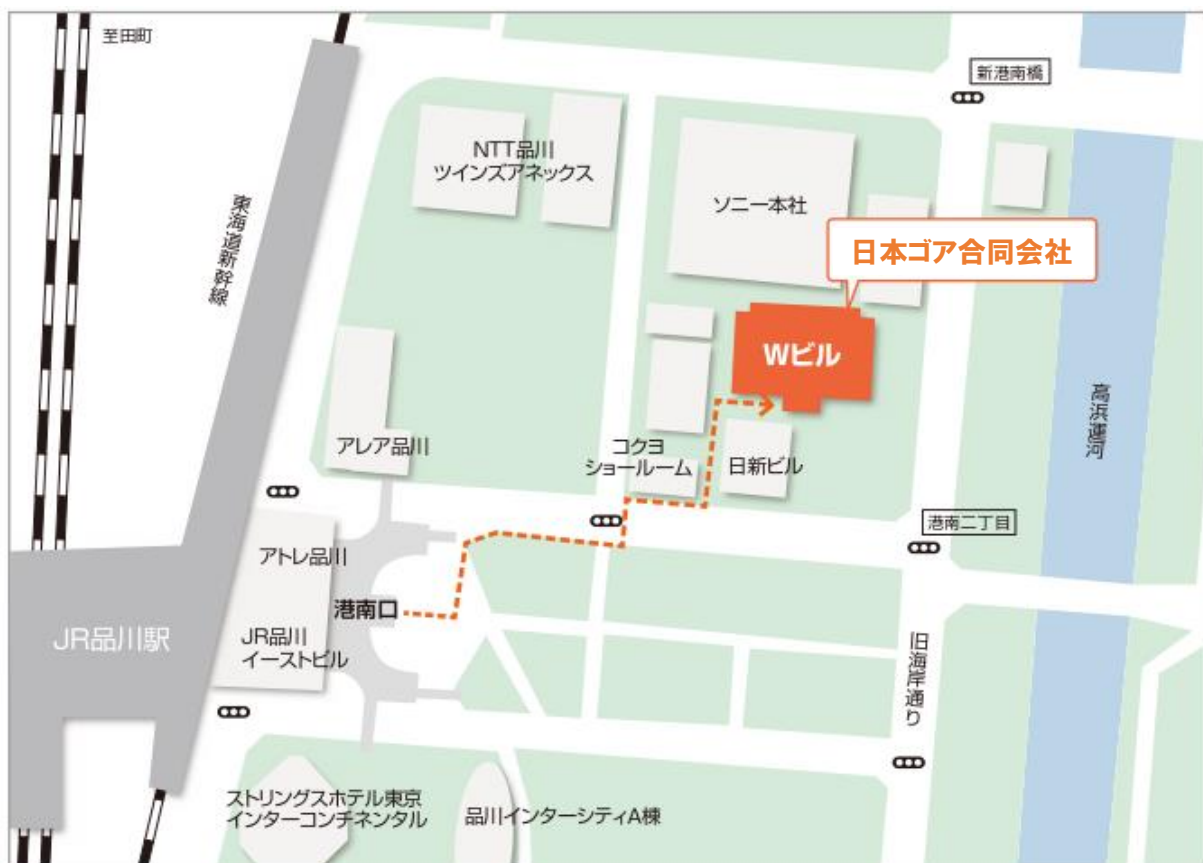 至田町
新港南橋
NTT品川
ツインズアネックス
ソニー本社
東海道新幹線
日本ゴア合同会社
Wビル
高浜運河
アレア品川
コクヨ
ショールーム
日新ビル
港南二丁目
アトレ品川
港南口
JR品川駅
JR品川
イーストビル
旧海岸通り
ストリングスホテル東京
インターコンチネンタル
品川インターシティA棟